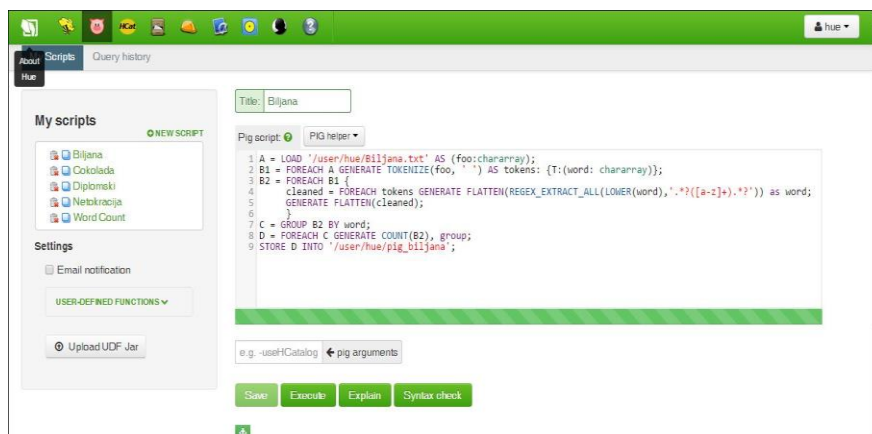 HCat
hue
About
Hue
Scripts
Query history
My scripts
NEW SCRIPT
Biljana
Cokolada
Diplomski
Netokracija
Word Count
Settings
Email notification
USER-DEFINED FUNCTIONS
Upload UDF Jar
Title: Biljana
Pig script: PIG helper
1 A = LOAD '/user/hue/Biljana.txt' AS (foo:chararray);
2 B1 = FOREACH A GENERATE TOKENIZE(foo, ' ') AS tokens: {T:(word: chararray)};
3 B2 = FOREACH B1 {
4 cleaned = FOREACH tokens GENERATE FLATTEN(REGEX_EXTRACT_ALL(LOWER(word),'.*?([a-z]+).*?')) as word;
5 GENERATE FLATTEN(cleaned);
6 }
7 C = GROUP B2 BY word;
8 D = FOREACH C GENERATE COUNT(B2), group;
9 STORE D INTO '/user/hue/pig_biljana';
e.g. -useHCatalog pig arguments
Save Execute Explain Syntax check